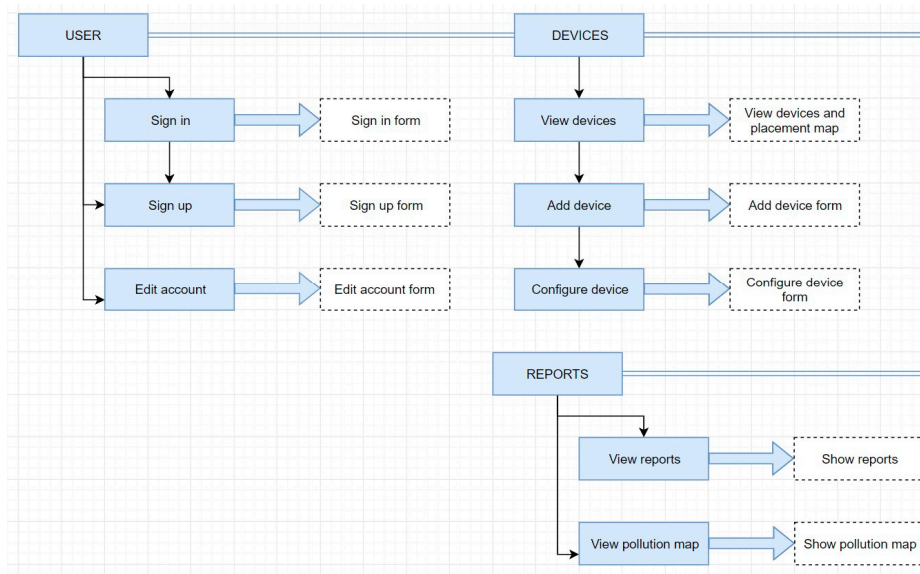 USER
DEVICES
Sign in
Sign in form
View devices
View devices and
placement map
Sign up
Sign up form
Add device
Add device form
Edit account
Edit account form
Configure device
Configure device
form
REPORTS
View reports
Show reports
View pollution map
Show pollution map